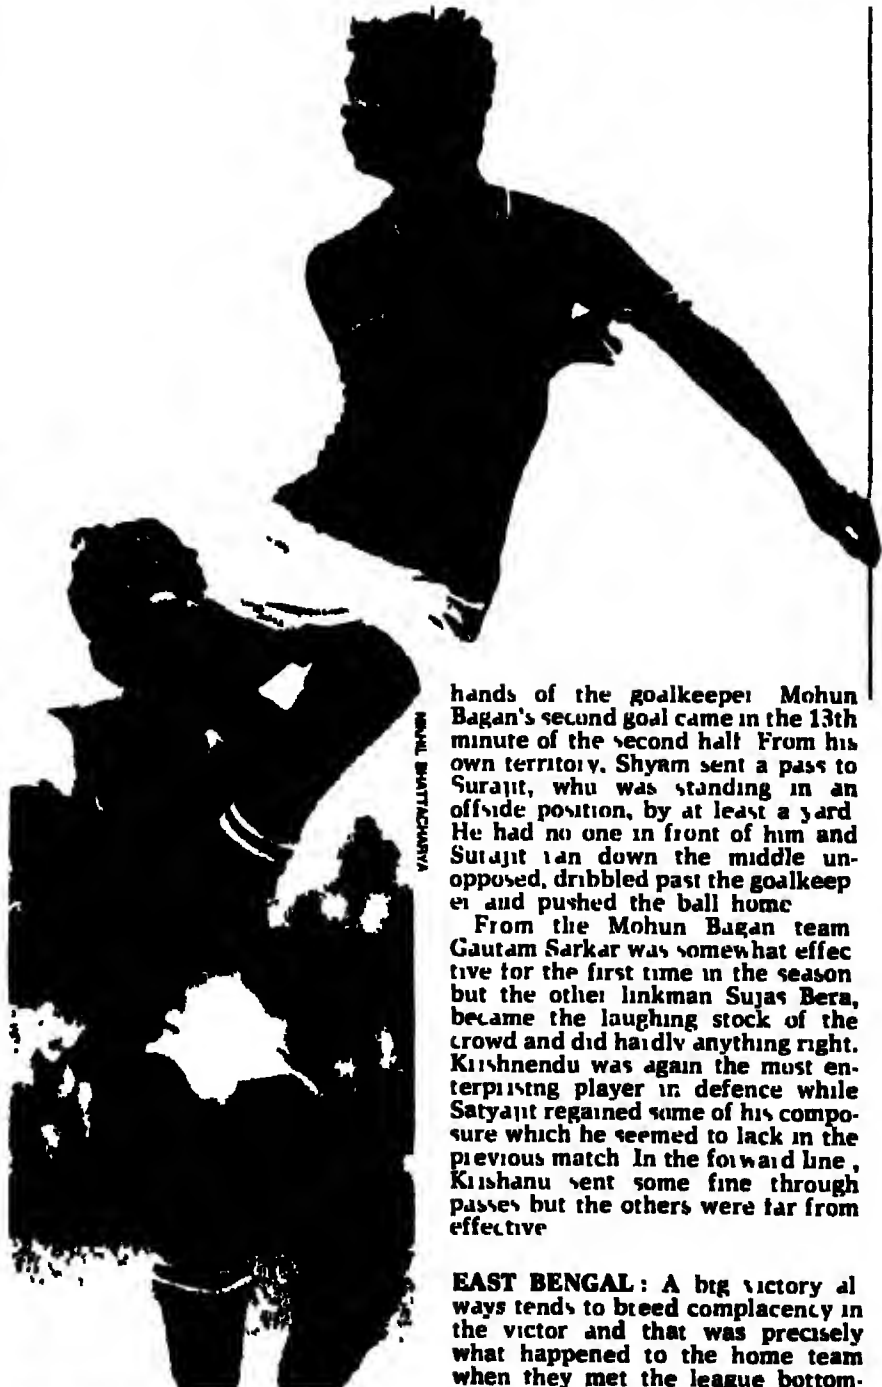 hands of the goalkeeper Mohun
Bagan's second goal came in the 13th
minute of the second half From his
own territory, Shyam sent a pass to
Surajit, who was standing in an
offside position, by at least a yard
He had no one in front of him and
Surajit ran down the middle un-
opposed, dribbled past the goalkeep
er and pushed the ball home
From the Mohun Bagan team
Gautam Sarkar was somewhat effec
tive for the first time in the season
but the other linkman Sujas Bera,
became the laughing stock of the
crowd and did hardly anything right.
Krishnendu was again the most en-
terprising player in defence while
Satyajit regained some of his compo-
sure which he seemed to lack in the
previous match In the forward line,
Krishanu sent some fine through
passes but the others were far from
effective
EAST BENGAL: A big victory al
ways tends to breed complacency in
the victor and that was precisely
what happened to the home team
when they met the league bottom-
NIKHIL BHATTACHARYA